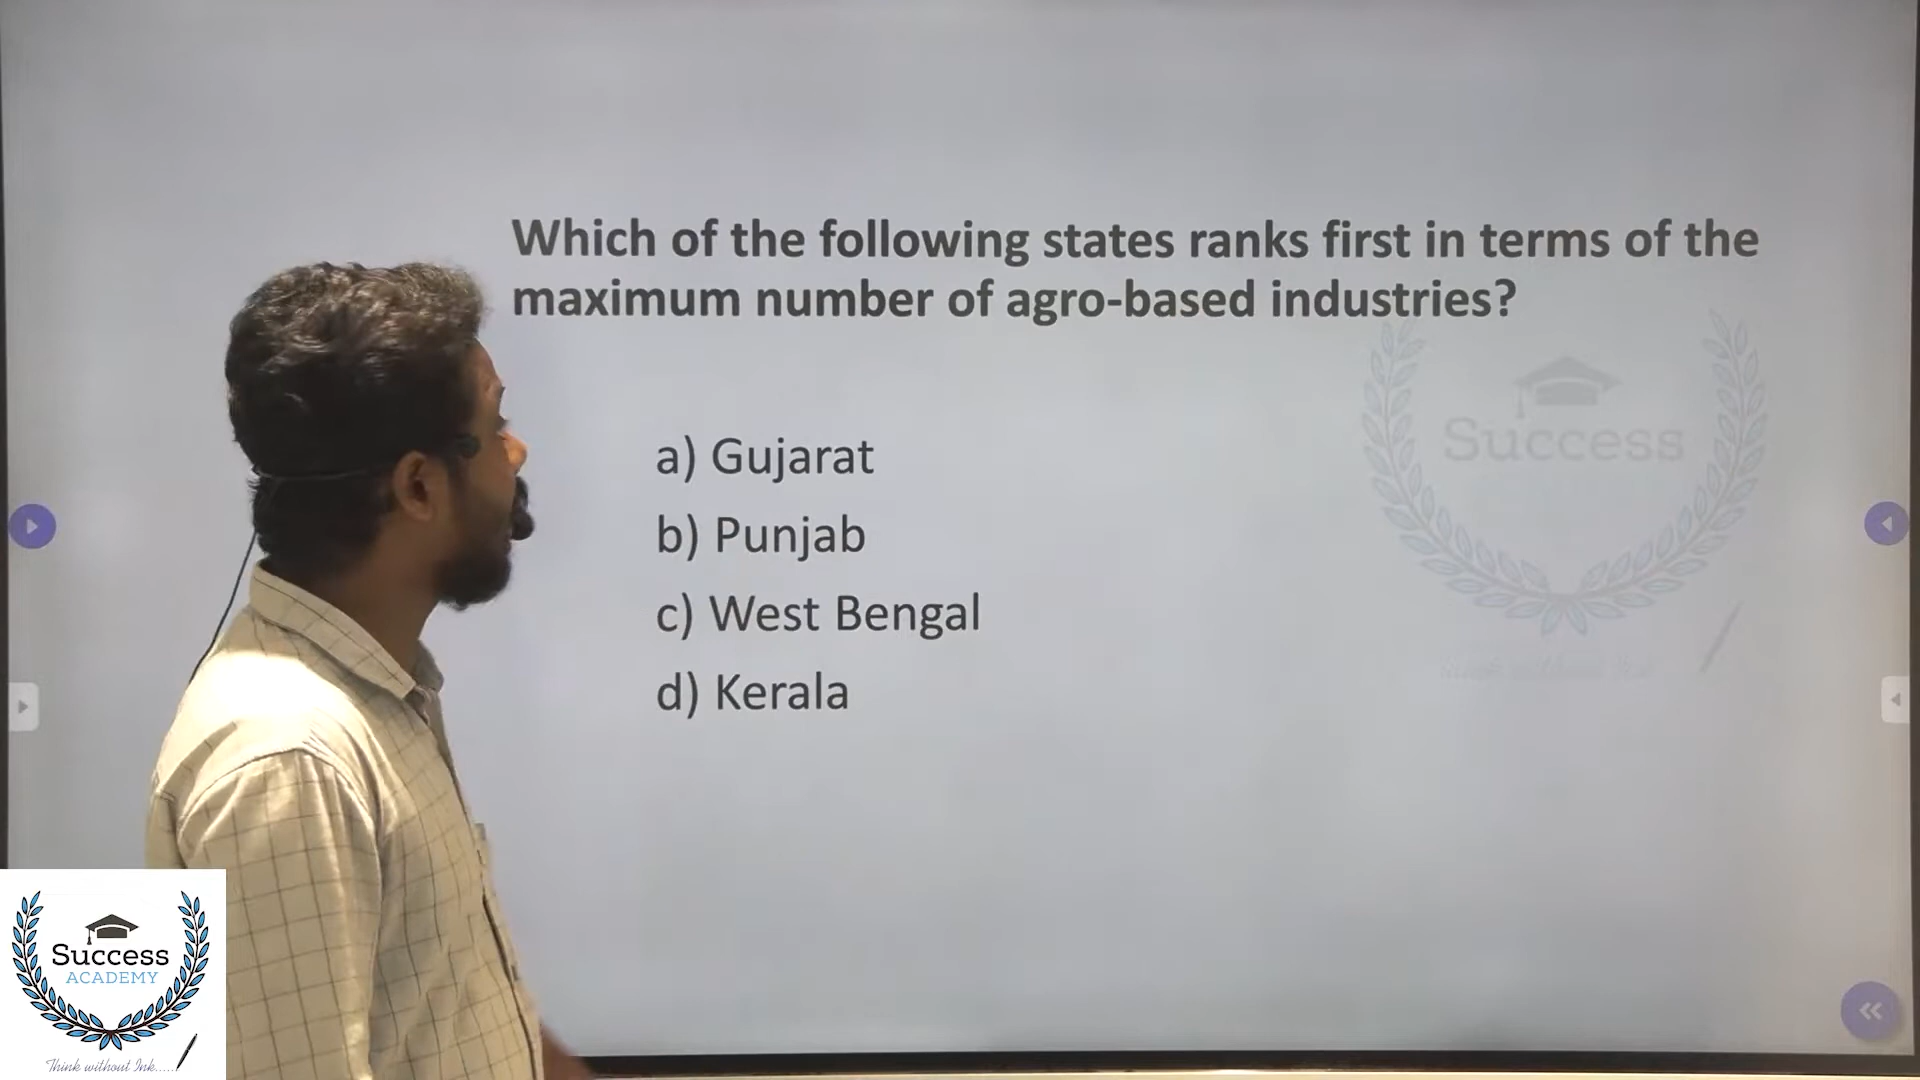 Which of the following states ranks first in terms of the
maximum number of agro-based industries?
a) Gujarat
b) Punjab
c) West Bengal
d) Kerala
Success
Success
ACADEMY
Think without Ink.....